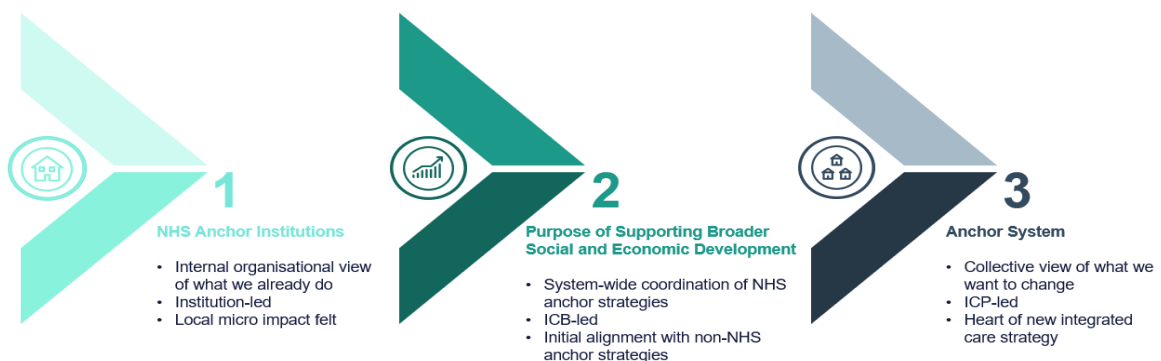 1
NHS Anchor Institutions
• Internal organisational view
of what we already do
• Institution-led
• Local micro impact felt
2
Purpose of Supporting Broader
Social and Economic Development
• System-wide coordination of NHS
anchor strategies
• ICB-led
• Initial alignment with non-NHS
anchor strategies
3
Anchor System
• Collective view of what we
want to change
• ICP-led
• Heart of new integrated
care strategy